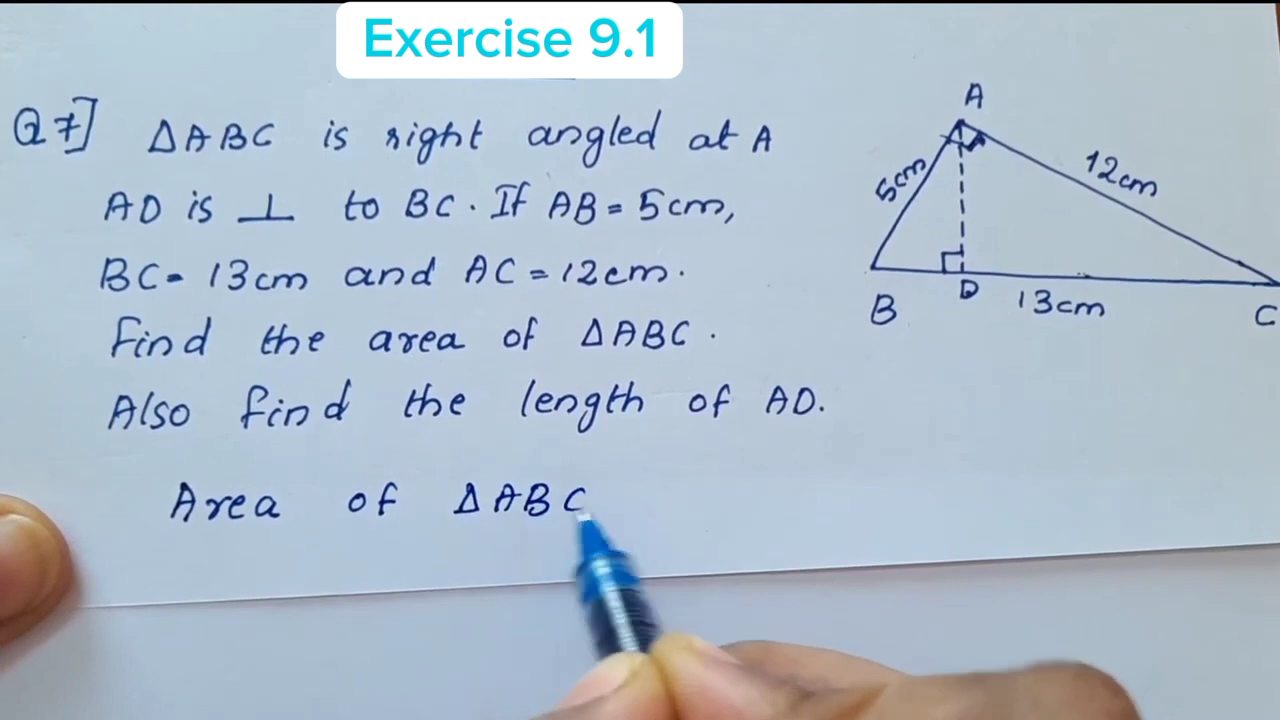 Exercise 9.1
Q7] ΔABC is right angled at A
AD is ⊥ to BC. If AB = 5cm,
BC = 13cm and AC = 12cm.
Find the area of ΔABC.
Also find the length of AD.
Area of ΔABC
A
5cm
12cm
B
D
13cm
C